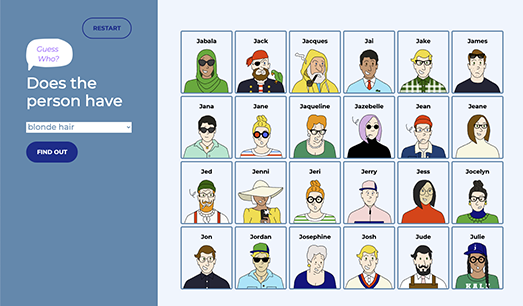 RESTART
Guess
Who?
Does the
person have
blonde hair
FIND OUT
Jabala Jack Jacques Jai Jake James
Jana Jane Jaqueline Jazebelle Jean Jeane
Jed Jenni Jeri Jerry Jess Jocelyn
Jon Jordan Josephine Josh Jude Julie